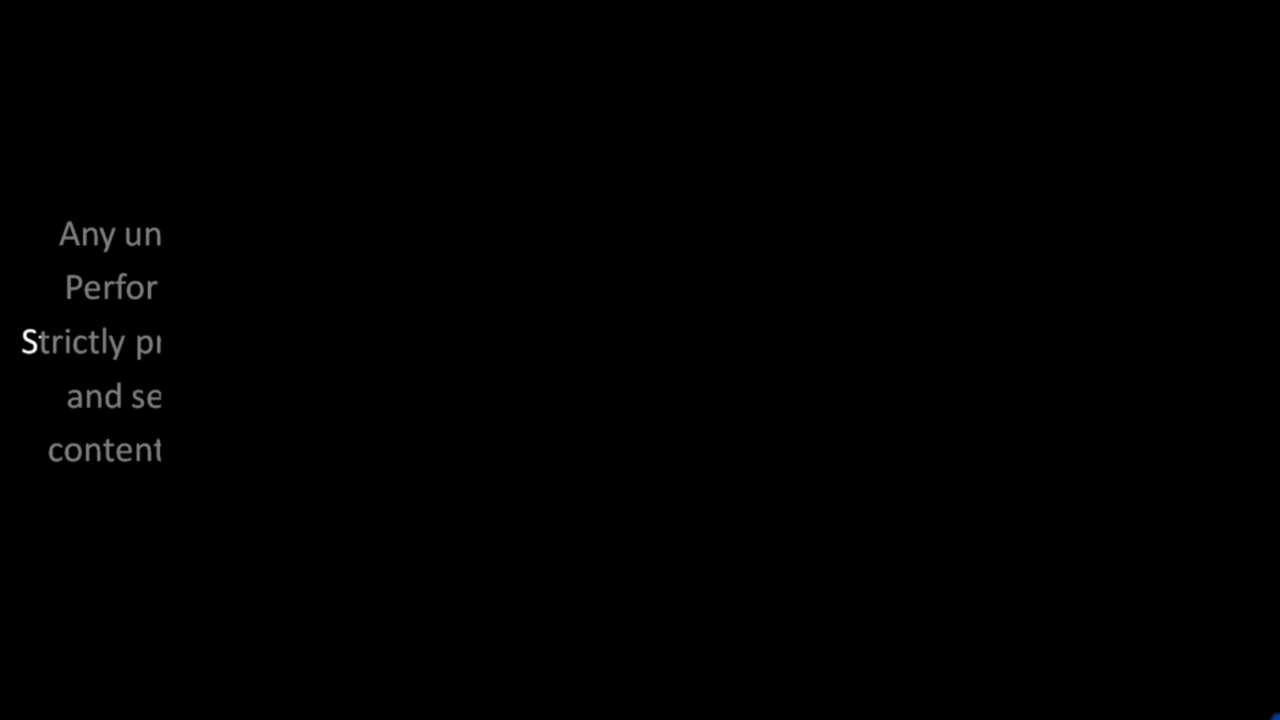 Any un
Perfor
Strictly pr
and se
content